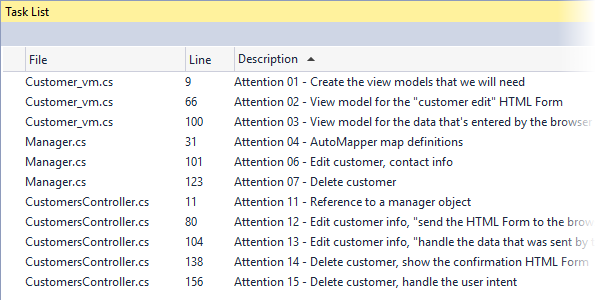 Task List
File Line Description
Customer_vm.cs 9 Attention 01 - Create the view models that we will need
Customer_vm.cs 66 Attention 02 - View model for the "customer edit" HTML Form
Customer_vm.cs 100 Attention 03 - View model for the data that's entered by the browser
Manager.cs 31 Attention 04 - AutoMapper map definitions
Manager.cs 101 Attention 06 - Edit customer, contact info
Manager.cs 123 Attention 07 - Delete customer
CustomersController.cs 11 Attention 11 - Reference to a manager object
CustomersController.cs 80 Attention 12 - Edit customer info, "send the HTML Form to the brow
CustomersController.cs 104 Attention 13 - Edit customer info, "handle the data that was sent by t
CustomersController.cs 138 Attention 14 - Delete customer, show the confirmation HTML Form
CustomersController.cs 156 Attention 15 - Delete customer, handle the user intent